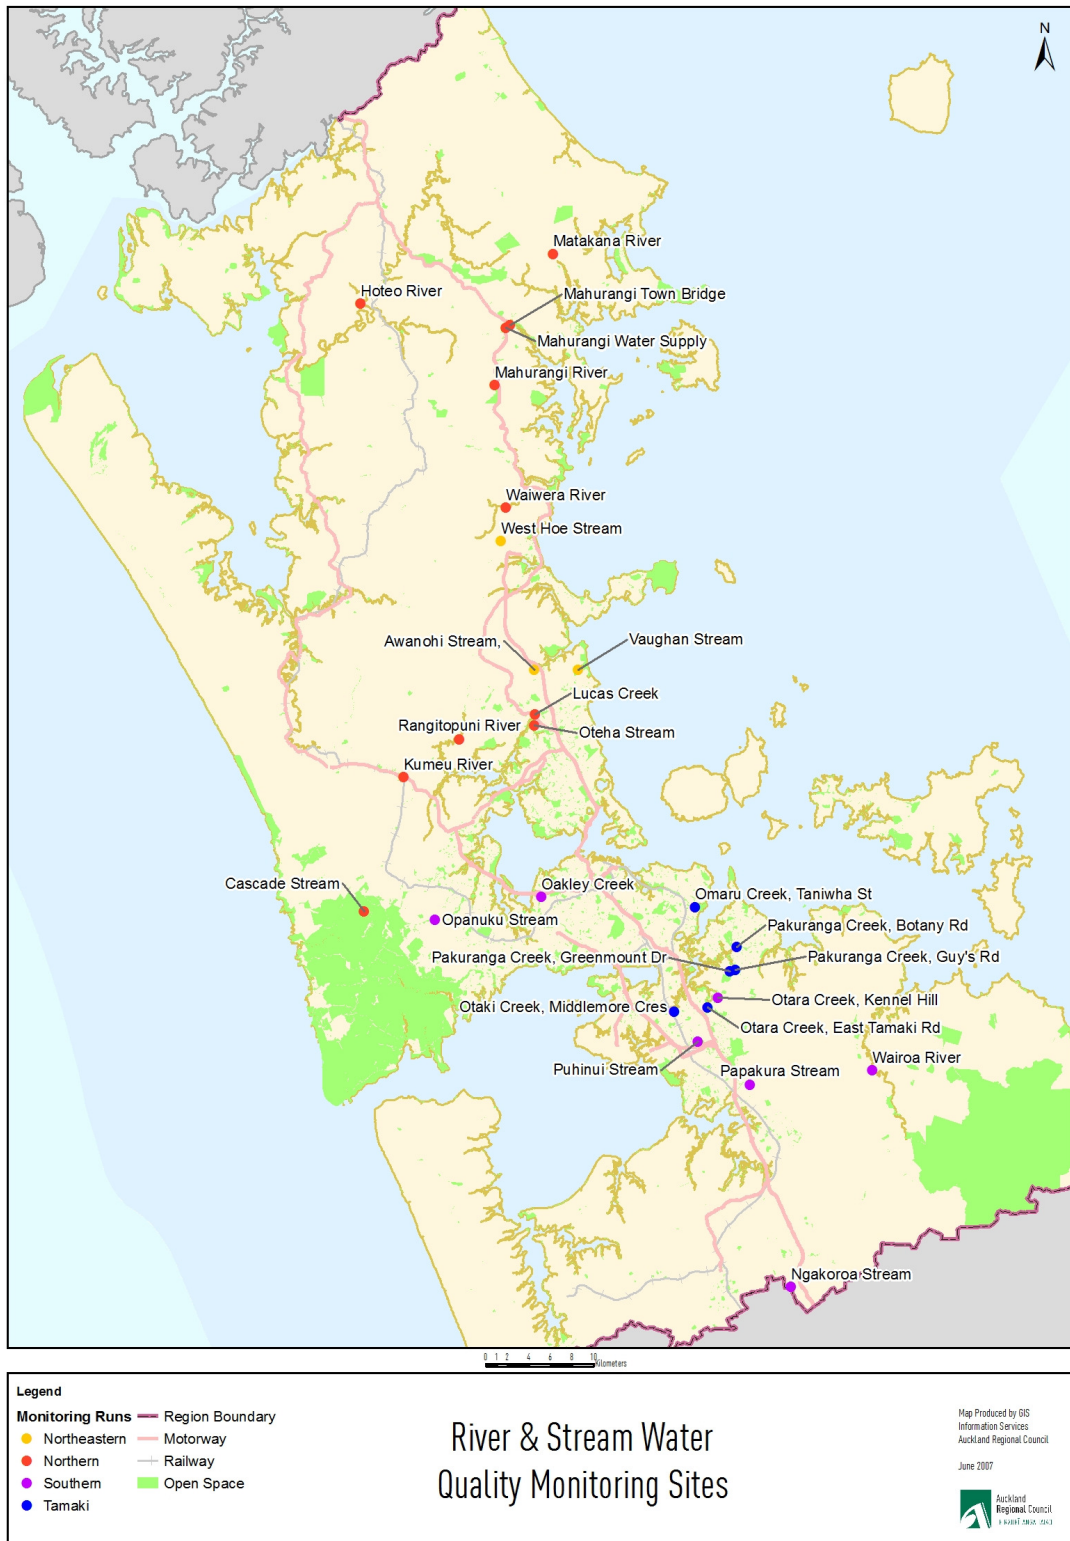 N
Matakana River
Hoteo River
Mahurangi Town Bridge
Mahurangi Water Supply
Mahurangi River
Waiwera River
West Hoe Stream
Awanohi Stream,
Vaughan Stream
Lucas Creek
Rangitopuni River
Oteha Stream
Kumeu River
Cascade Stream
Oakley Creek
Omaru Creek, Taniwha St
Opanuku Stream
Pakuranga Creek, Botany Rd
Pakuranga Creek, Greenmount Dr
Pakuranga Creek, Guy's Rd
Otaki Creek, Middlemore Cres
Otara Creek, Kennel Hill
Otara Creek, East Tamaki Rd
Puhinui Stream
Papakura Stream
Wairoa River
Ngakoroa Stream
0 1 2 4 6 8 10
Kilometers
Legend
Monitoring Runs
Northeastern
Northern
Southern
Tamaki
Region Boundary
Motorway
Railway
Open Space
River & Stream Water
Quality Monitoring Sites
Map Produced by GIS
Information Services
Auckland Regional Council
June 2007
Auckland
Regional Council